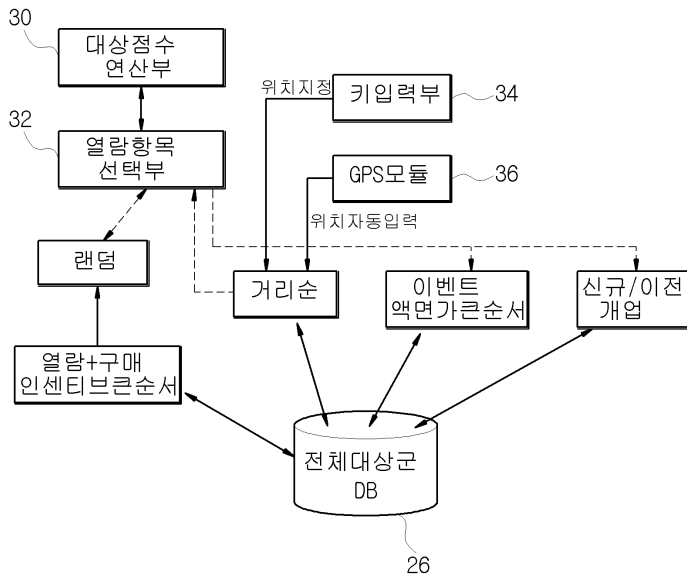 30
대상점수
연산부
32
열람항목
선택부
위치지정
키입력부
34
GPS모듈
36
위치자동입력
랜덤
거리순
이벤트
액면가큰순서
신규/이전
개업
열람+구매
인센티브큰순서
전체대상군
DB
26